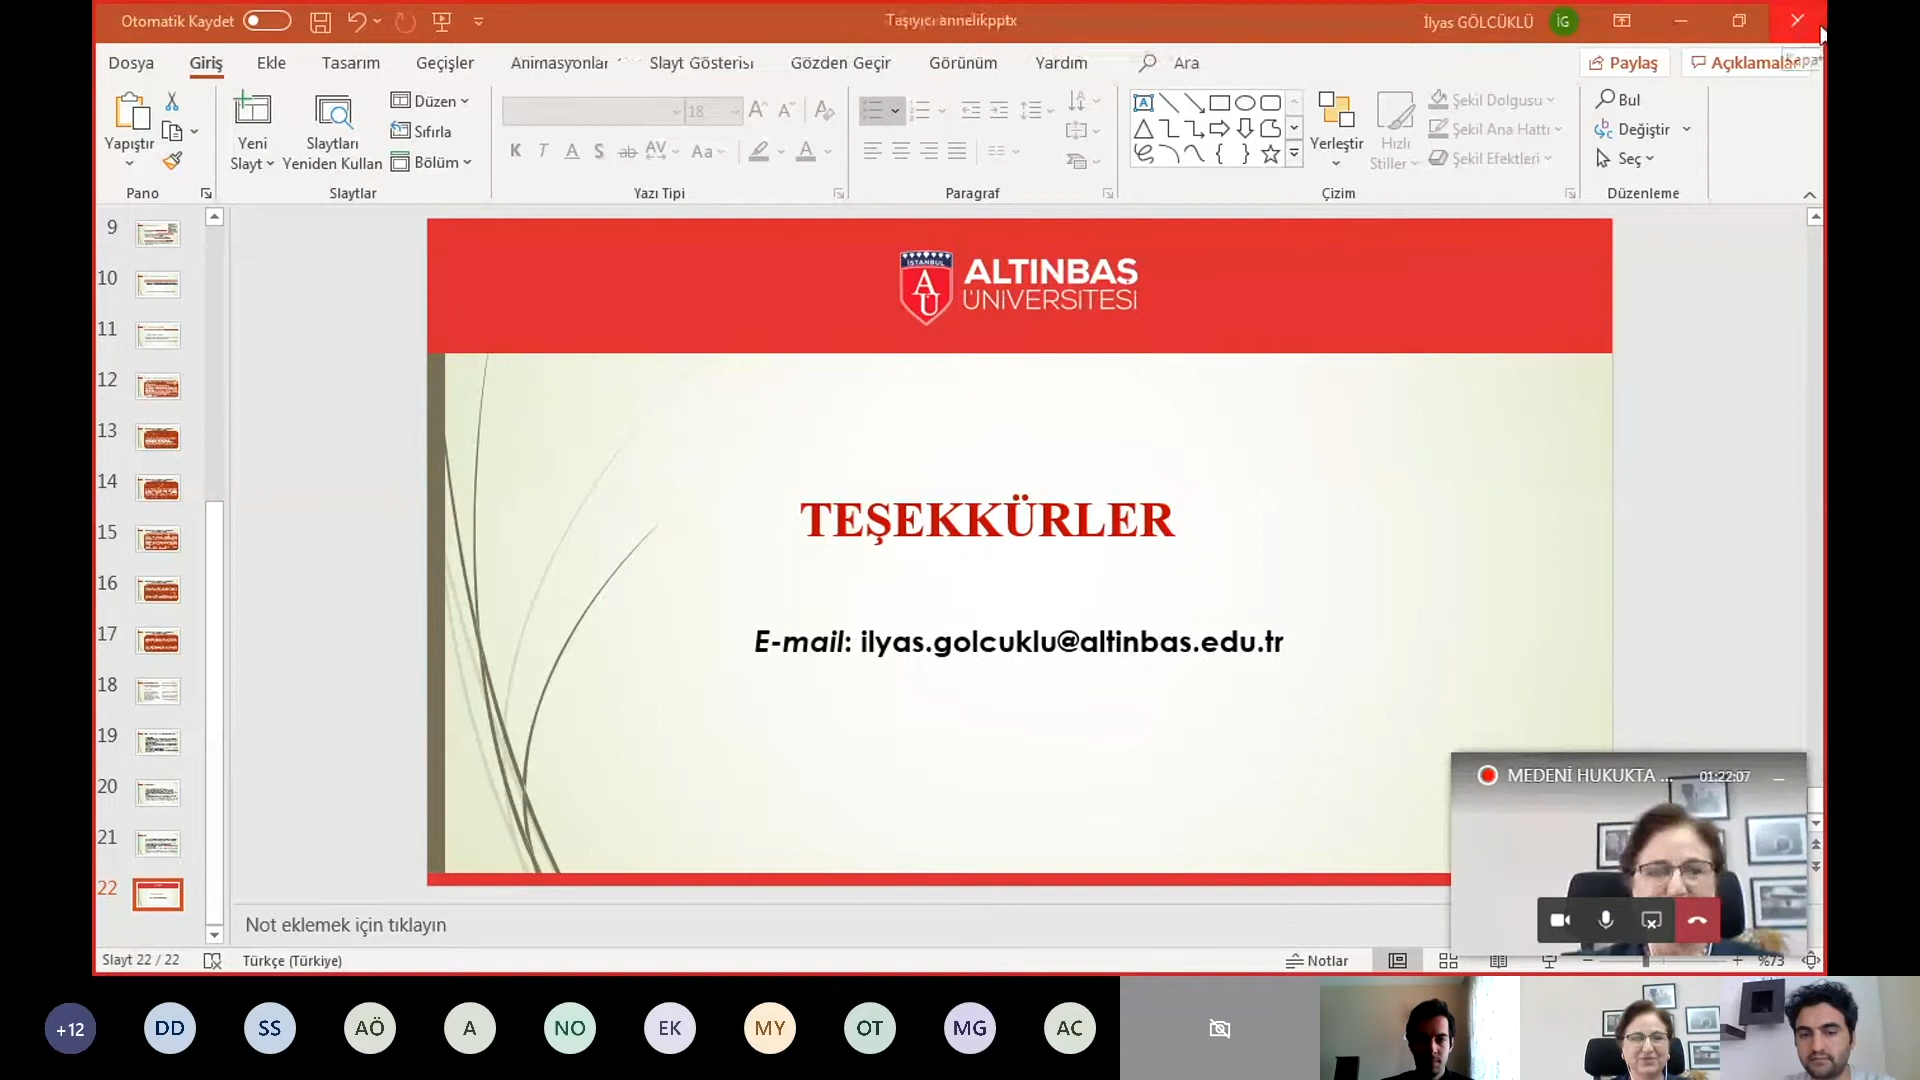 Otomatik Kaydet
Taşıyıcı annelikpptx
İlyas GÖLCÜKLÜ
İG
Dosya Giriş Ekle Tasarım Geçişler Animasyonlar Slayt Gösterisi Gözden Geçir Görünüm Yardım Ara
Paylaş
Açıklamalar
Yapıştır
Pano
Yeni
Slayt
Slaytları
Yeniden Kullan
Düzen
Sıfırla
Bölüm
Slaytlar
18
K T A S ab AV Aa A
Yazı Tipi
Paragraf
Çizim
Yerleştir
Hızlı
Stiller
Şekil Dolgusu
Şekil Ana Hattı
Şekil Efektleri
Bul
Değiştir
Seç
Düzenleme
9
10
11
12
13
14
15
16
17
18
19
20
21
22
İSTANBUL
AÜ
ALTINBAŞ
ÜNİVERSİTESİ
TEŞEKKÜRLER
E-mail: ilyas.golcuklu@altinbas.edu.tr
MEDENİ HUKUKTA ... 01:22:07
Not eklemek için tıklayın
Slayt 22 / 22
Türkçe (Türkiye)
Notlar
%73
+12 DD SS AÖ A NO EK MY OT MG AC